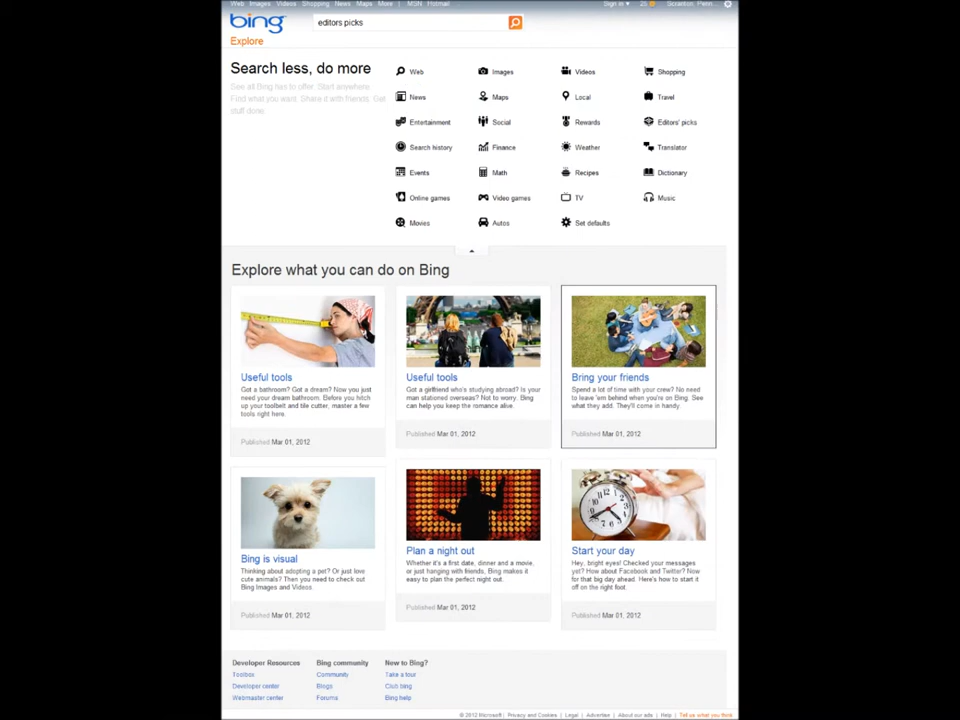 Web Images Videos Shopping News Maps More | MSN Hotmail
Sign in 25 Scranton, Penn...
bing
editors picks
Explore
Search less, do more
See all Bing has to offer. Start anywhere.
Find what you want. Share it with friends. Get
stuff done.
Web Images Videos Shopping
News Maps Local Travel
Entertainment Social Rewards Editors' picks
Search history Finance Weather Translator
Events Math Recipes Dictionary
Online games Video games TV Music
Movies Autos Set defaults
Explore what you can do on Bing
Useful tools
Got a bathroom? Got a dream? Now you just
need your dream bathroom. Before you hitch
up your toolbelt and tile cutter, master a few
tools right here.
Published Mar 01, 2012
Useful tools
Got a girlfriend who's studying abroad? Is your
man stationed overseas? Not to worry. Bing
can help you keep the romance alive.
Published Mar 01, 2012
Bring your friends
Spend a lot of time with your crew? No need
to leave 'em behind when you're on Bing. See
what they add. They'll come in handy.
Published Mar 01, 2012
Bing is visual
Thinking about adopting a pet? Or just love
cute animals? Then you need to check out
Bing Images and Videos.
Published Mar 01, 2012
Plan a night out
Whether it's a first date, dinner and a movie,
or just hanging with friends, Bing makes it
easy to plan the perfect night out.
Published Mar 01, 2012
Start your day
Hey, bright eyes! Checked your messages
yet? How about Facebook and Twitter? Now
for that big day ahead. Here's how to start it
off on the right foot.
Published Mar 01, 2012
Developer Resources
Toolbox
Developer center
Webmaster center
Bing community
Community
Blogs
Forums
New to Bing?
Take a tour
Club bing
Bing help
© 2012 Microsoft | Privacy and Cookies | Legal | Advertise | About our ads | Help | Tell us what you think